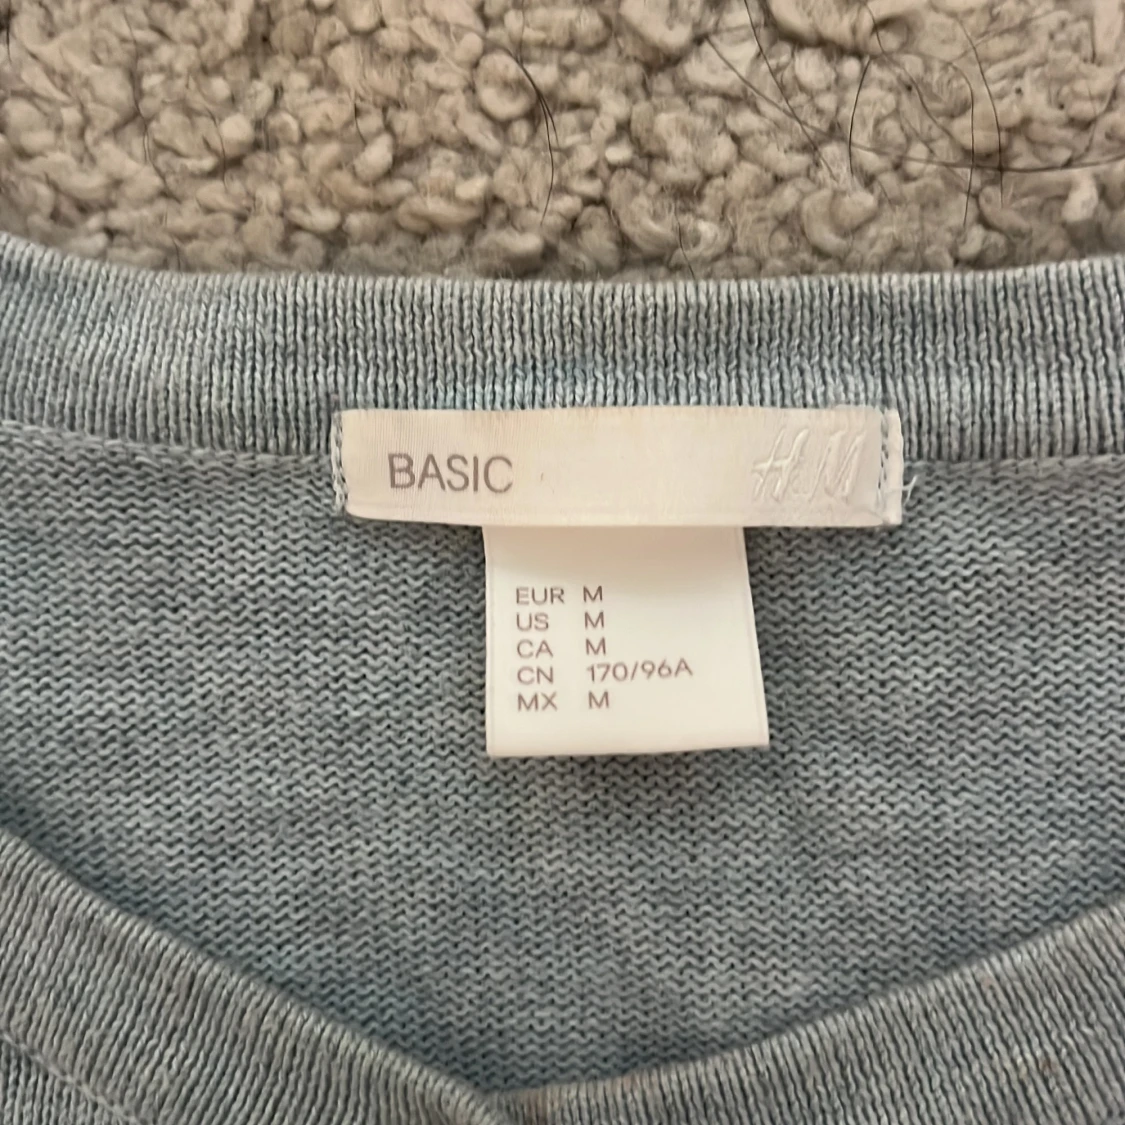 BASIC H&M
EUR M
US M
CA M
CN 170/96A
MX M